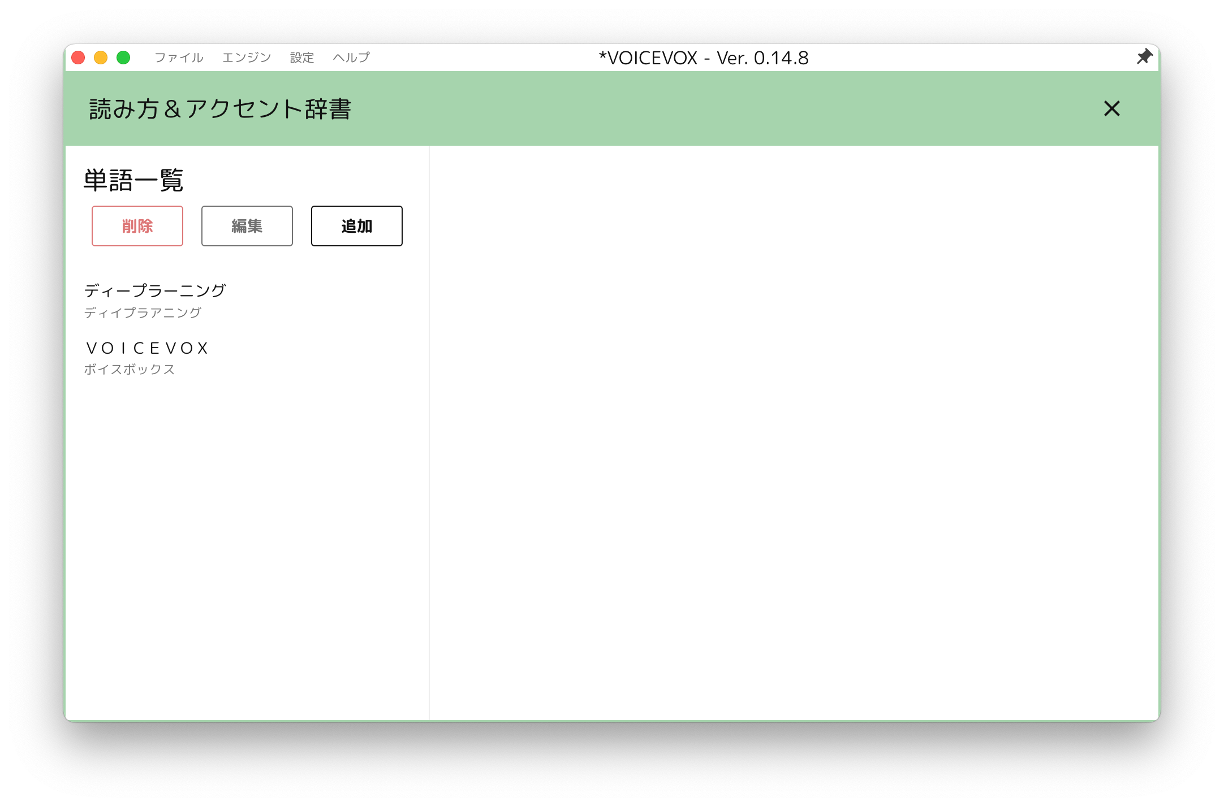 ファイル エンジン 設定 ヘルプ *VOICEVOX - Ver. 0.14.8
読み方＆アクセント辞書
単語一覧
削除 編集 追加
ディープラーニング
ディイプラアニング
ＶＯＩＣＥＶＯＸ
ボイスボックス